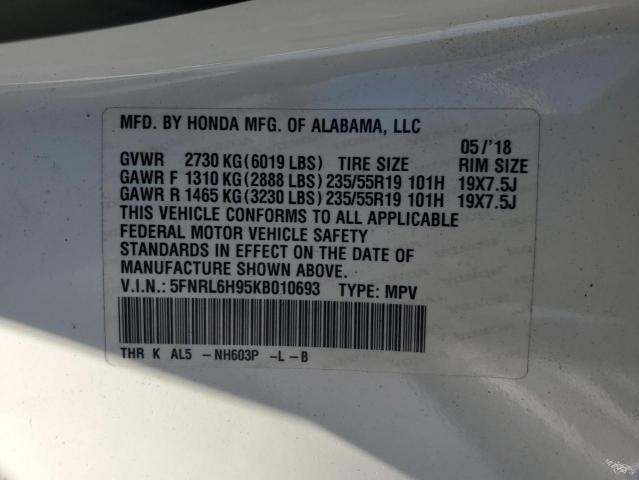 MFD. BY HONDA MFG. OF ALABAMA, LLC
05/'18
GVWR 2730 KG(6019 LBS) TIRE SIZE RIM SIZE
GAWR F 1310 KG(2888 LBS)235/55R19 101H 19X7.5J
GAWR R 1465 KG(3230 LBS)235/55R19 101H 19X7.5J
THIS VEHICLE CONFORMS TO ALL APPLICABLE
FEDERAL MOTOR VEHICLE SAFETY
STANDARDS IN EFFECT ON THE DATE OF
MANUFACTURE SHOWN ABOVE.
V.I.N.: 5FNRL6H95KB010693 TYPE: MPV
THR K AL5 -NH603P -L -B